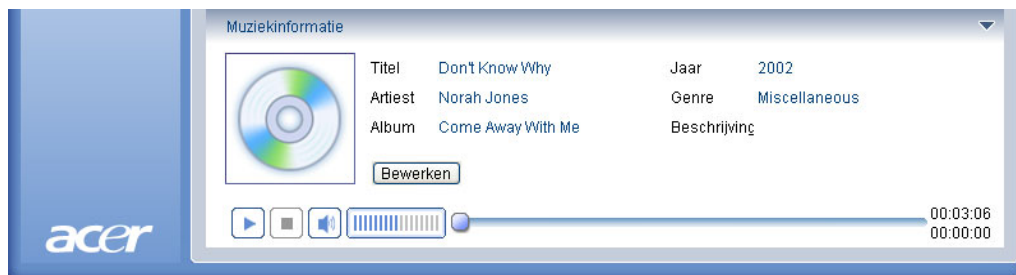 Muziekinformatie
Titel Don't Know Why Jaar 2002
Artiest Norah Jones Genre Miscellaneous
Album Come Away With Me Beschrijving
Bewerken
00:03:06
00:00:00
acer